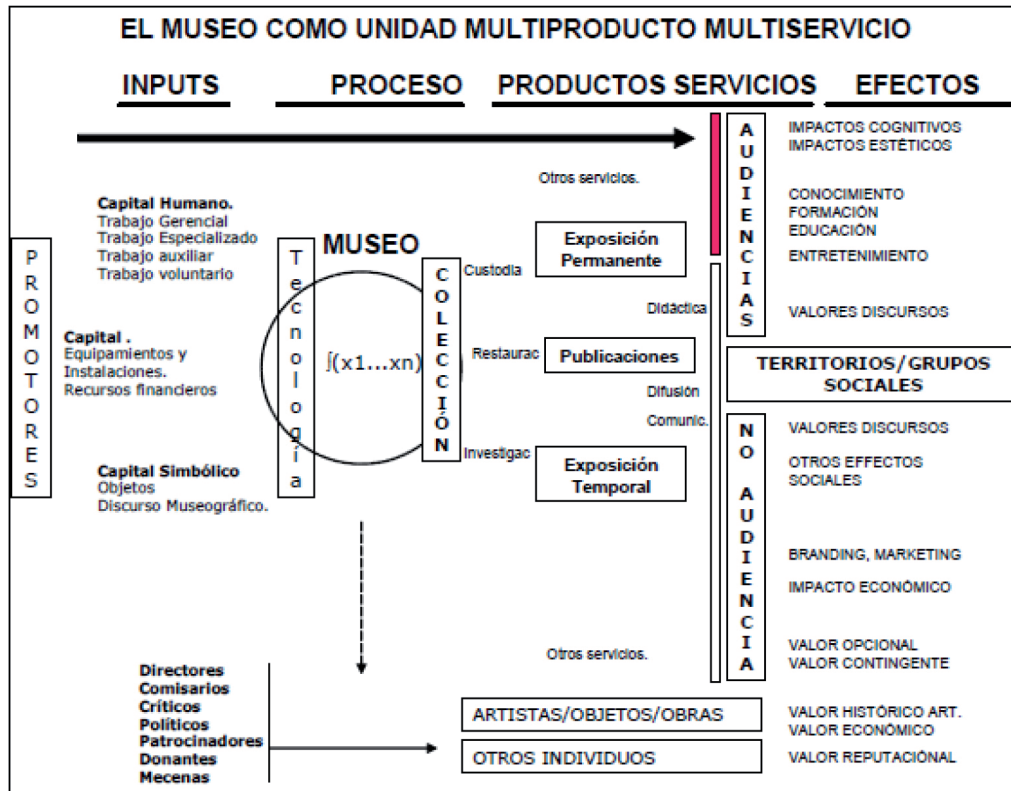 EL MUSEO COMO UNIDAD MULTIPRODUCTO MULTISERVICIO
INPUTS
PROCESO
PRODUCTOS SERVICIOS
EFECTOS
PROMOTORES
Capital Humano.
Trabajo Gerencial
Trabajo Especializado
Trabajo auxiliar
Trabajo voluntario
Capital .
Equipamientos y
Instalaciones.
Recursos financieros
Capital Simbólico
Objetos
Discurso Museográfico.
Tecnología
MUSEO
∫(x1...xn)
COLECCIÓN
Custodia
Restaurac
Investigac
Otros servicios.
Exposición
Permanente
Didáctica
Publicaciones
Difusión
Comunic.
Exposición
Temporal
Otros servicios.
AUDIENCIAS
IMPACTOS COGNITIVOS
IMPACTOS ESTÉTICOS
CONOCIMIENTO
FORMACIÓN
EDUCACIÓN
ENTRETENIMIENTO
VALORES DISCURSOS
TERRITORIOS/GRUPOS
SOCIALES
NO AUDIENCIA
VALORES DISCURSOS
OTROS EFFECTOS
SOCIALES
BRANDING, MARKETING
IMPACTO ECONÓMICO
VALOR OPCIONAL
VALOR CONTINGENTE
Directores
Comisarios
Críticos
Políticos
Patrocinadores
Donantes
Mecenas
ARTISTAS/OBJETOS/OBRAS
OTROS INDIVIDUOS
VALOR HISTÓRICO ART.
VALOR ECONÓMICO
VALOR REPUTACIÓNAL